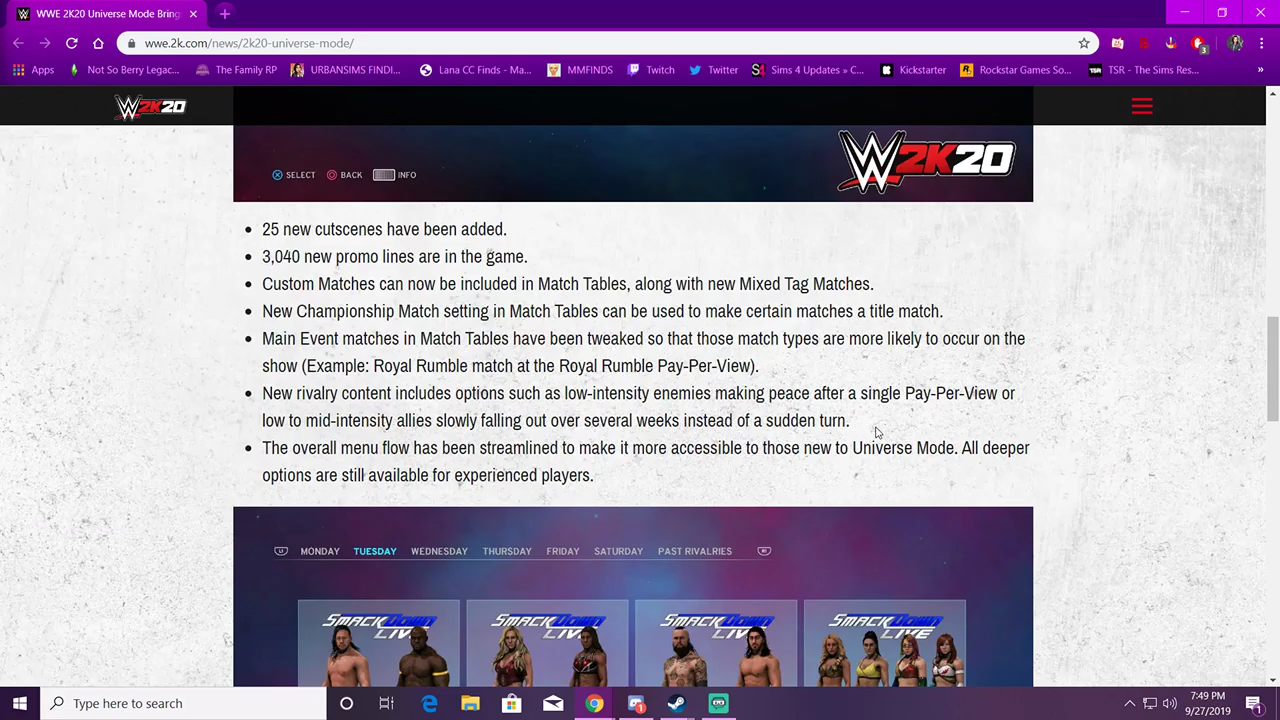 WWE 2K20 Universe Mode Bring
wwe.2k.com/news/2k20-universe-mode/
3
Apps
Not So Berry Legac...
The Family RP
URBANSIMS FINDI...
Lana CC Finds - Ma...
MMFINDS
Twitch
Twitter
S4
Sims 4 Updates » C...
Kickstarter
Rockstar Games So...
TSR
TSR - The Sims Res...
»
W2K20
W2K20
SELECT
BACK
INFO
25 new cutscenes have been added.
3,040 new promo lines are in the game.
Custom Matches can now be included in Match Tables, along with new Mixed Tag Matches.
New Championship Match setting in Match Tables can be used to make certain matches a title match.
Main Event matches in Match Tables have been tweaked so that those match types are more likely to occur on the
show (Example: Royal Rumble match at the Royal Rumble Pay-Per-View).
New rivalry content includes options such as low-intensity enemies making peace after a single Pay-Per-View or
low to mid-intensity allies slowly falling out over several weeks instead of a sudden turn.
The overall menu flow has been streamlined to make it more accessible to those new to Universe Mode. All deeper
options are still available for experienced players.
MONDAY TUESDAY WEDNESDAY THURSDAY FRIDAY SATURDAY PAST RIVALRIES
SMACKDOWN LIVE
SMACKDOWN LIVE
SMACKDOWN LIVE
SMACKDOWN LIVE
Type here to search
7:49 PM
9/27/2019
1